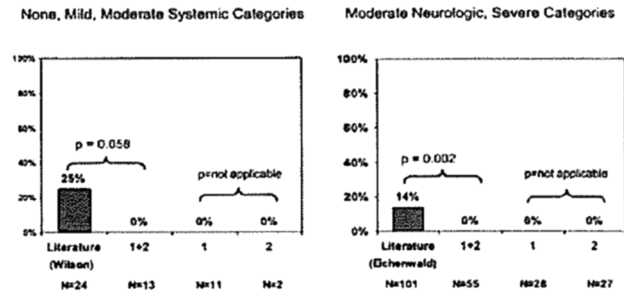 None, Mild, Moderate Systemic Categories
100%
80%
60%
40%
20%
0%
p = 0.058
25%
p=not applicable
0%
0%
0%
Literature
(Wilson)
1+2
1
2
N=24
N=13
N=11
N=2
Moderate Neurologic, Severe Categories
100%
80%
60%
40%
20%
0%
p = 0.002
14%
p=not applicable
0%
0%
0%
Literature
(Eichenwald)
1+2
1
2
N=101
N=55
N=28
N=27